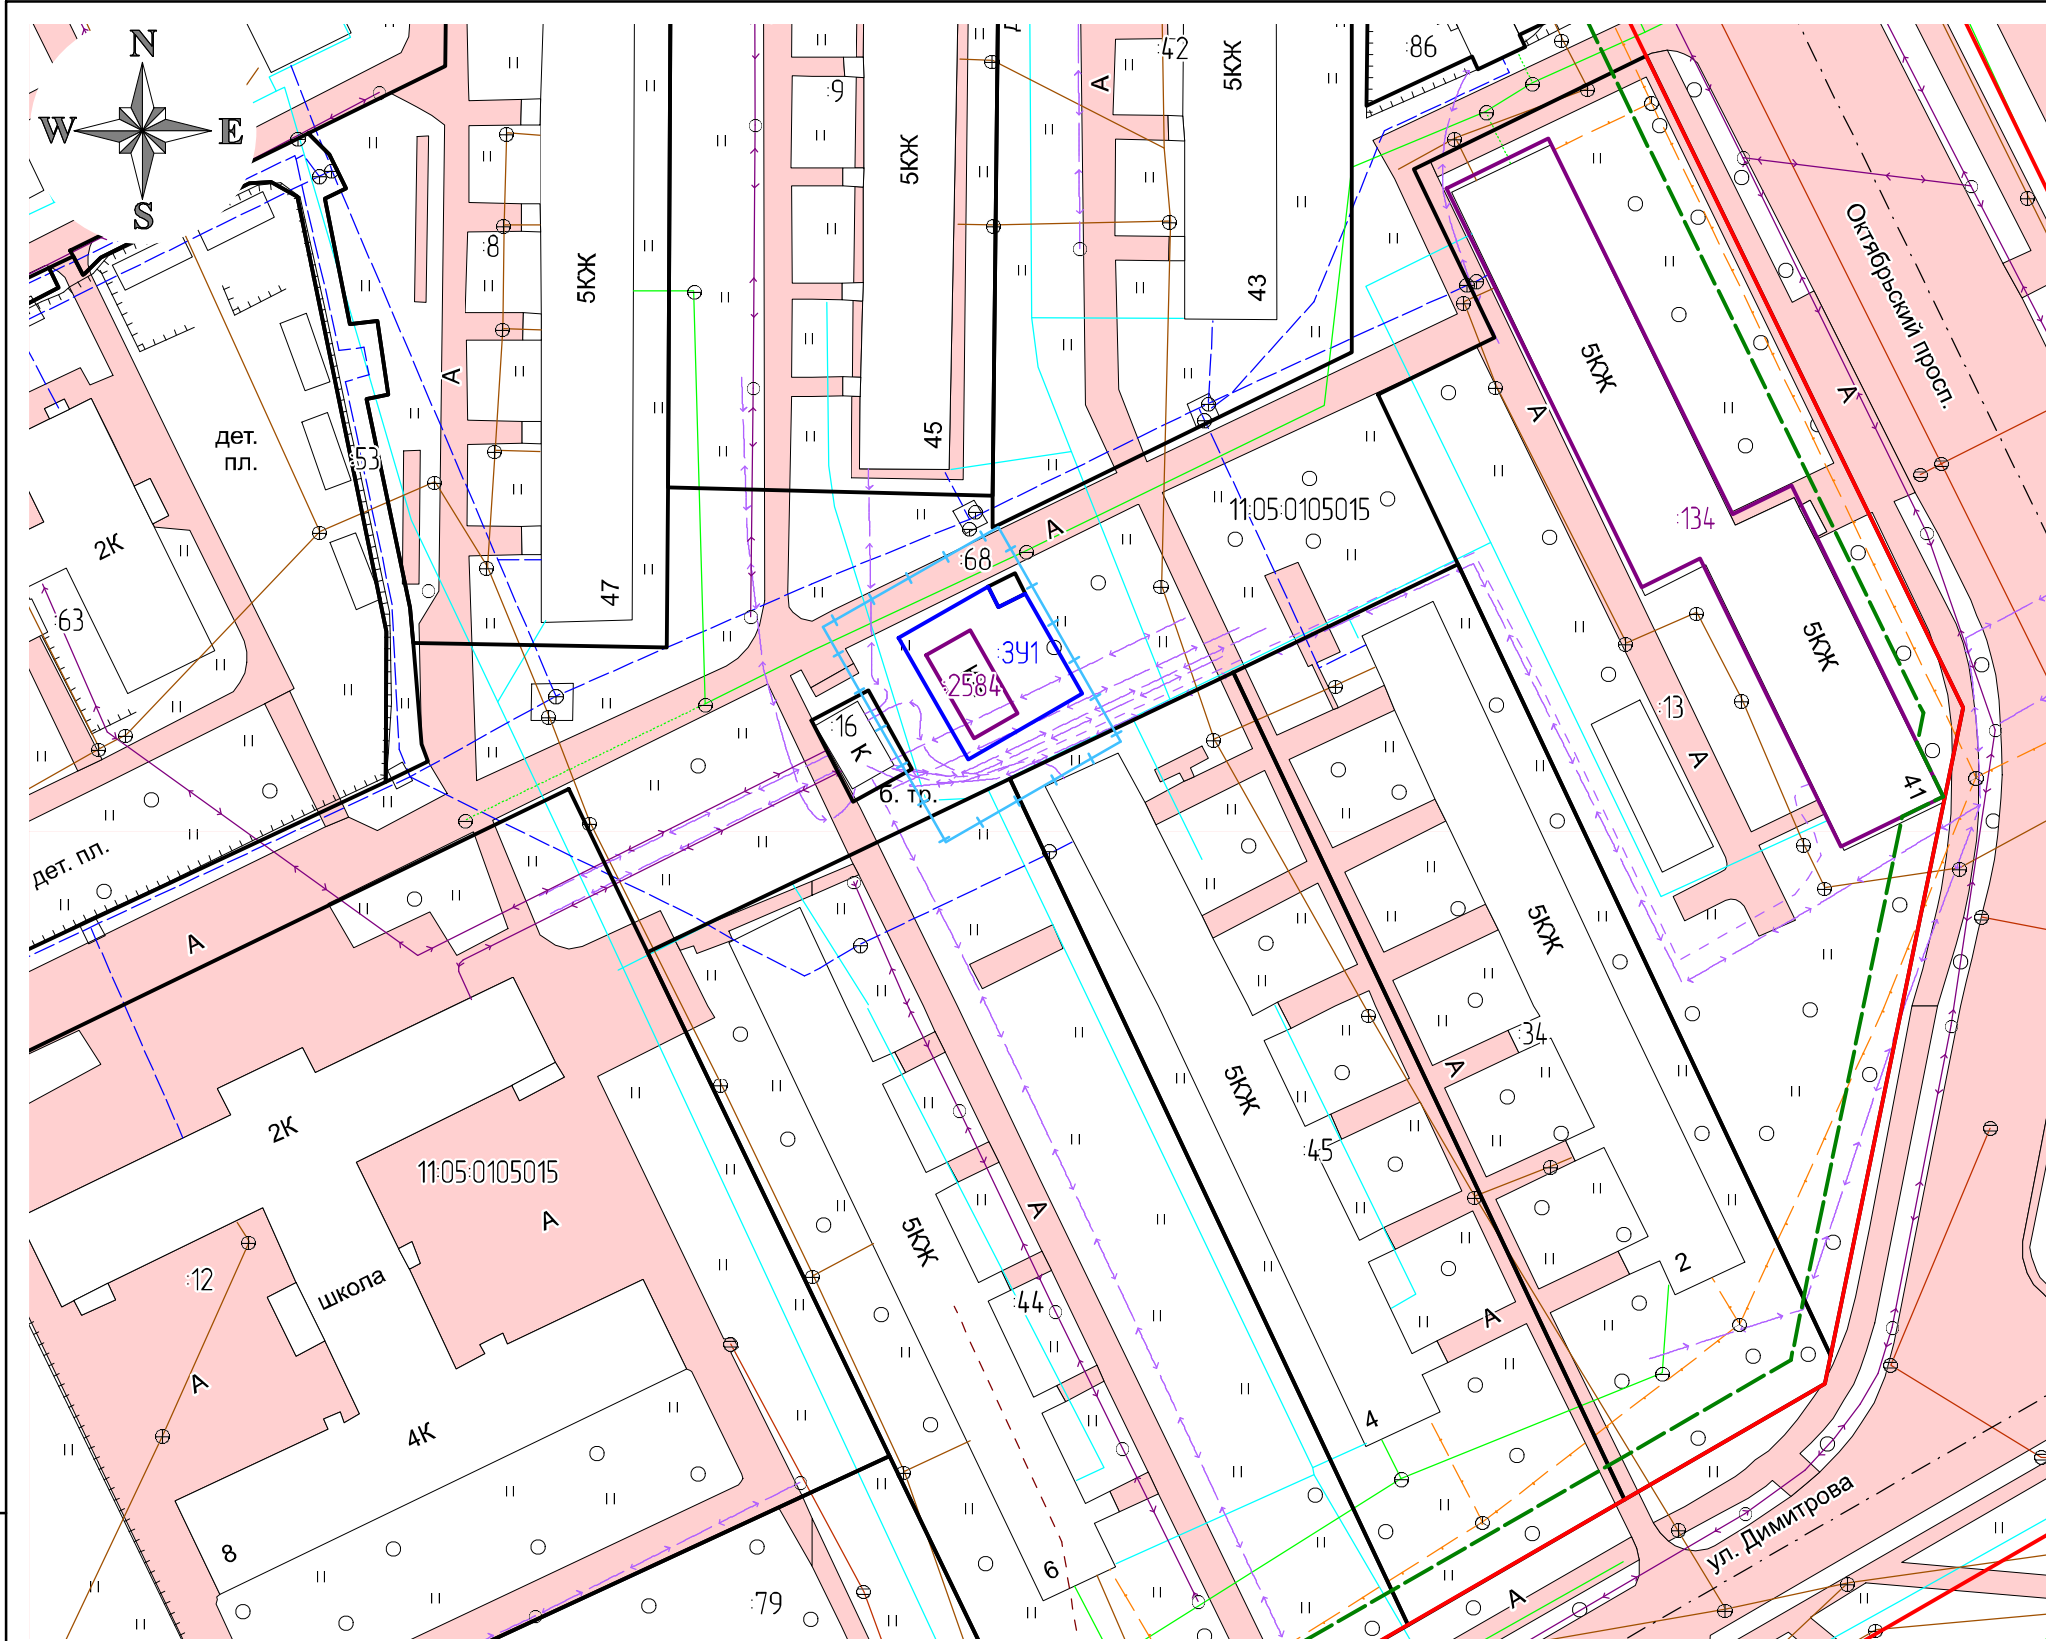 N
W E
S
:42
:86
5КЖ
А
:9
5КЖ
:8
5КЖ
43
Октябрьский просп.
А
5КЖ
А
А
45
дет.
пл.
:53
11:05:0105015
:134
А
2К
:68
47
:63
:ЗУ1
:2584
5КЖ
:13
:16
К
А
41
б. тр.
дет. пл.
А
5КЖ
:34
А
5КЖ
2К
:45
11:05:0105015
А
А
5КЖ
2
:12
школа
:44
А
А
4
4К
ул. Димитрова
8
6
А
:79